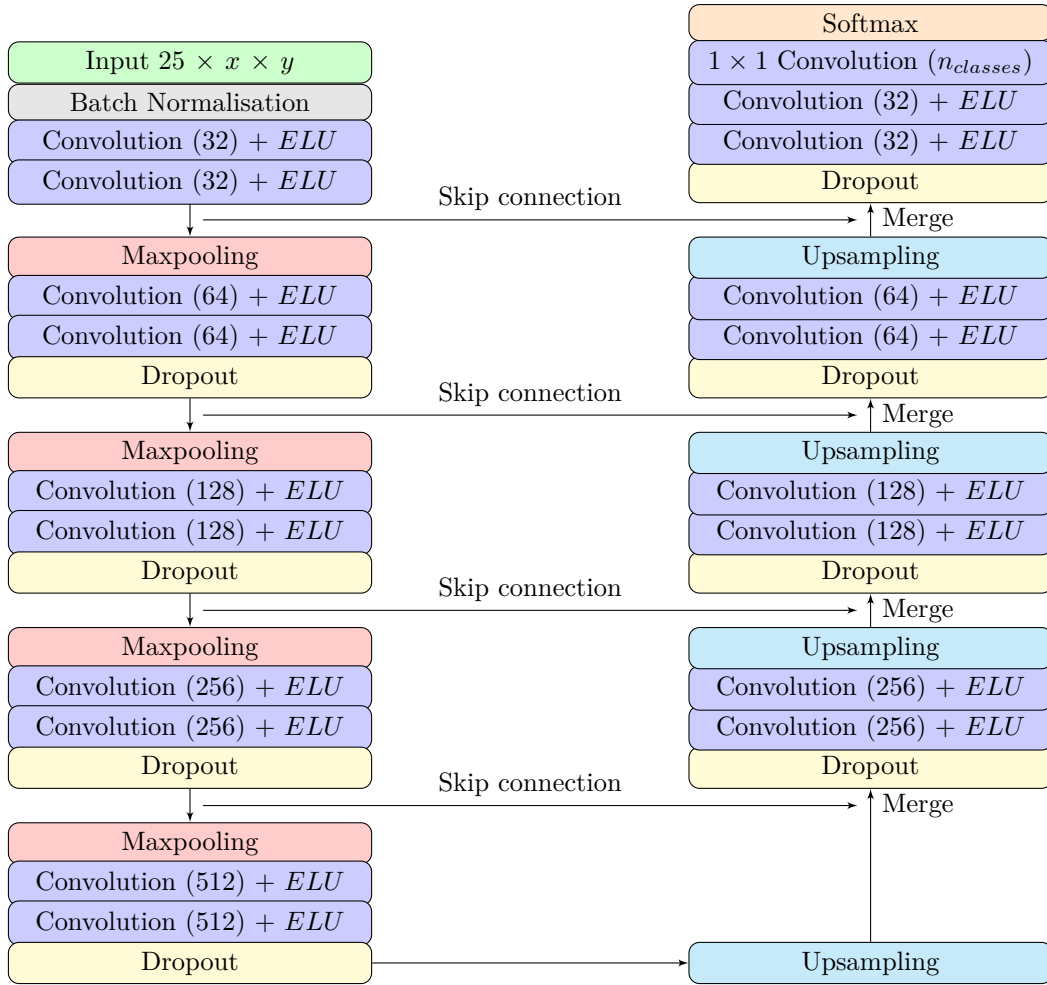 Input 25 × x × y
Batch Normalisation
Convolution (32) + ELU
Convolution (32) + ELU
Maxpooling
Convolution (64) + ELU
Convolution (64) + ELU
Dropout
Maxpooling
Convolution (128) + ELU
Convolution (128) + ELU
Dropout
Maxpooling
Convolution (256) + ELU
Convolution (256) + ELU
Dropout
Maxpooling
Convolution (512) + ELU
Convolution (512) + ELU
Dropout
Skip connection
Skip connection
Skip connection
Skip connection
Softmax
1 × 1 Convolution (n_classes)
Convolution (32) + ELU
Convolution (32) + ELU
Dropout
Merge
Upsampling
Convolution (64) + ELU
Convolution (64) + ELU
Dropout
Merge
Upsampling
Convolution (128) + ELU
Convolution (128) + ELU
Dropout
Merge
Upsampling
Convolution (256) + ELU
Convolution (256) + ELU
Dropout
Merge
Upsampling